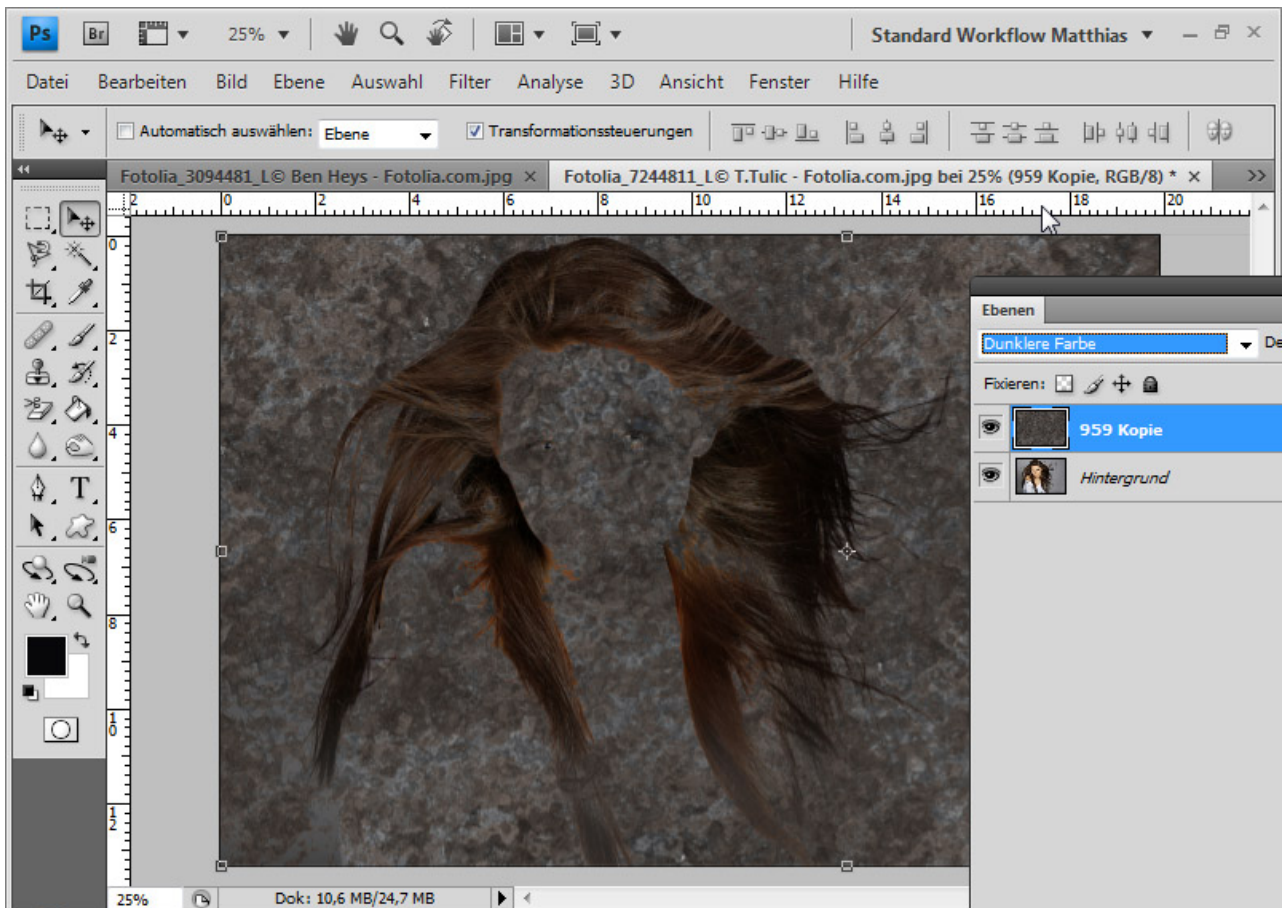 Ps Br 25% Standard Workflow Matthias
Datei Bearbeiten Bild Ebene Auswahl Filter Analyse 3D Ansicht Fenster Hilfe
Automatisch auswählen: Ebene Transformationssteuerungen
Fotolia_3094481_L© Ben Heys - Fotolia.com.jpg × Fotolia_7244811_L© T.Tulic - Fotolia.com.jpg bei 25% (959 Kopie, RGB/8) * ×
2 0 2 4 6 8 10 12 14 16 18 20
0
2
4
6
8
10
12
T
Ebenen
Dunklere Farbe De
Fixieren:
959 Kopie
Hintergrund
25% Dok: 10,6 MB/24,7 MB